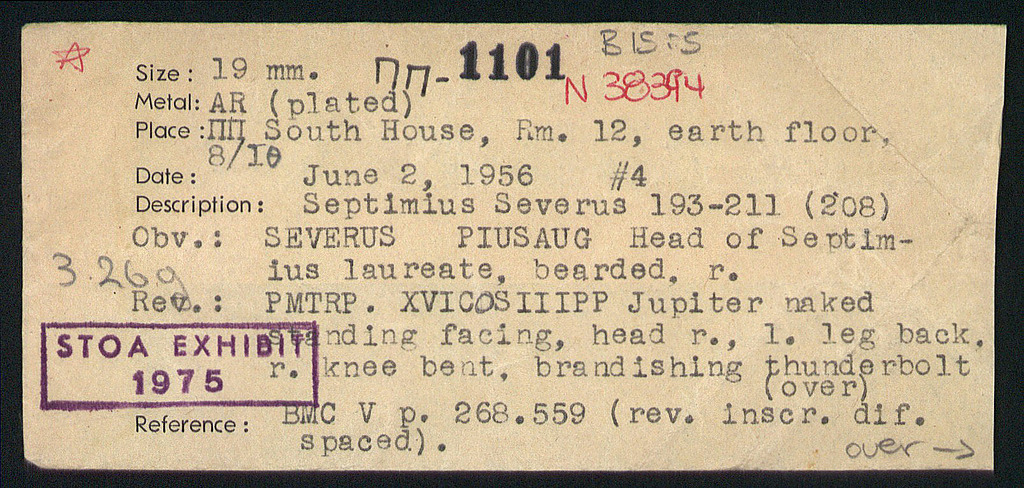 B 15:5
Size: 19 mm. ΠΠ-1101 N 38394
Metal: AR (plated)
Place: ΠΠ South House, Rm. 12, earth floor,
8/IΘ
Date: June 2, 1956 #4
Description: Septimius Severus 193-211 (208)
Obv.: SEVERUS PIUSAUG Head of Septim-
ius laureate, bearded, r.
3.26g
Rev.: PMTRP. XVICOSIIIPP Jupiter naked
standing facing, head r., l. leg back,
r. knee bent, brandishing thunderbolt
(over)
STOA EXHIBIT
1975
Reference: BMC V p. 268.559 (rev. inscr. dif.
spaced).
over →